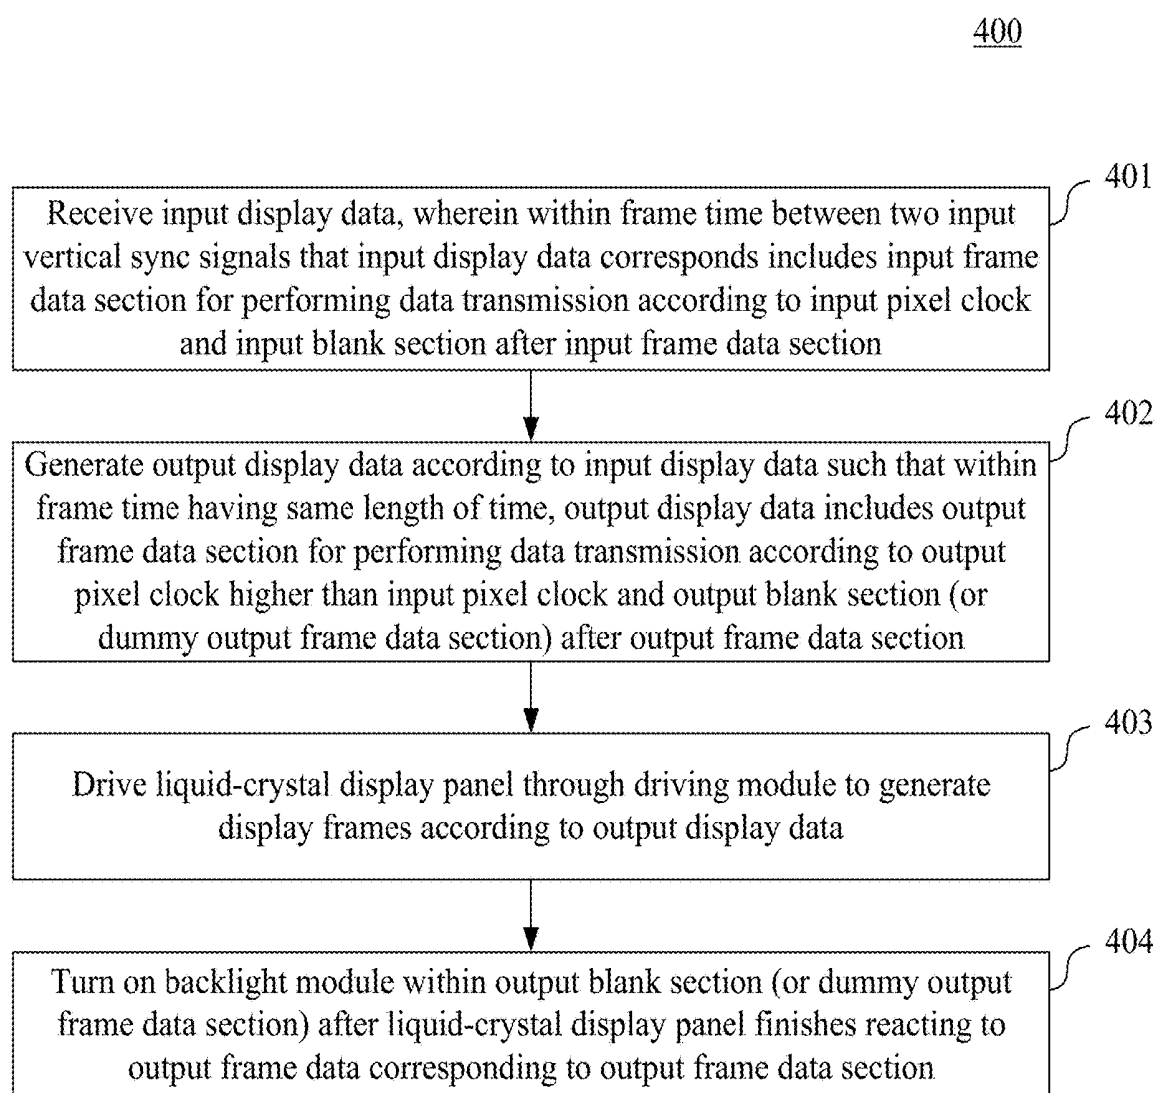 400
401
Receive input display data, wherein within frame time between two input
vertical sync signals that input display data corresponds includes input frame
data section for performing data transmission according to input pixel clock
and input blank section after input frame data section
402
Generate output display data according to input display data such that within
frame time having same length of time, output display data includes output
frame data section for performing data transmission according to output
pixel clock higher than input pixel clock and output blank section (or
dummy output frame data section) after output frame data section
403
Drive liquid-crystal display panel through driving module to generate
display frames according to output display data
404
Turn on backlight module within output blank section (or dummy output
frame data section) after liquid-crystal display panel finishes reacting to
output frame data corresponding to output frame data section